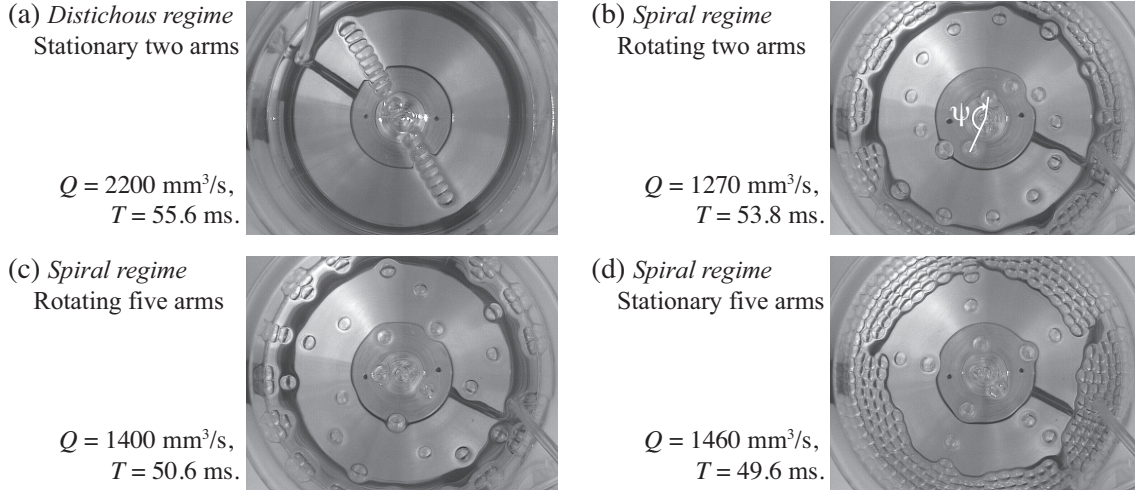 (a) Distichous regime
Stationary two arms
Q = 2200 mm³/s,
T = 55.6 ms.
(b) Spiral regime
Rotating two arms
Ψ
Q = 1270 mm³/s,
T = 53.8 ms.
(c) Spiral regime
Rotating five arms
Q = 1400 mm³/s,
T = 50.6 ms.
(d) Spiral regime
Stationary five arms
Q = 1460 mm³/s,
T = 49.6 ms.